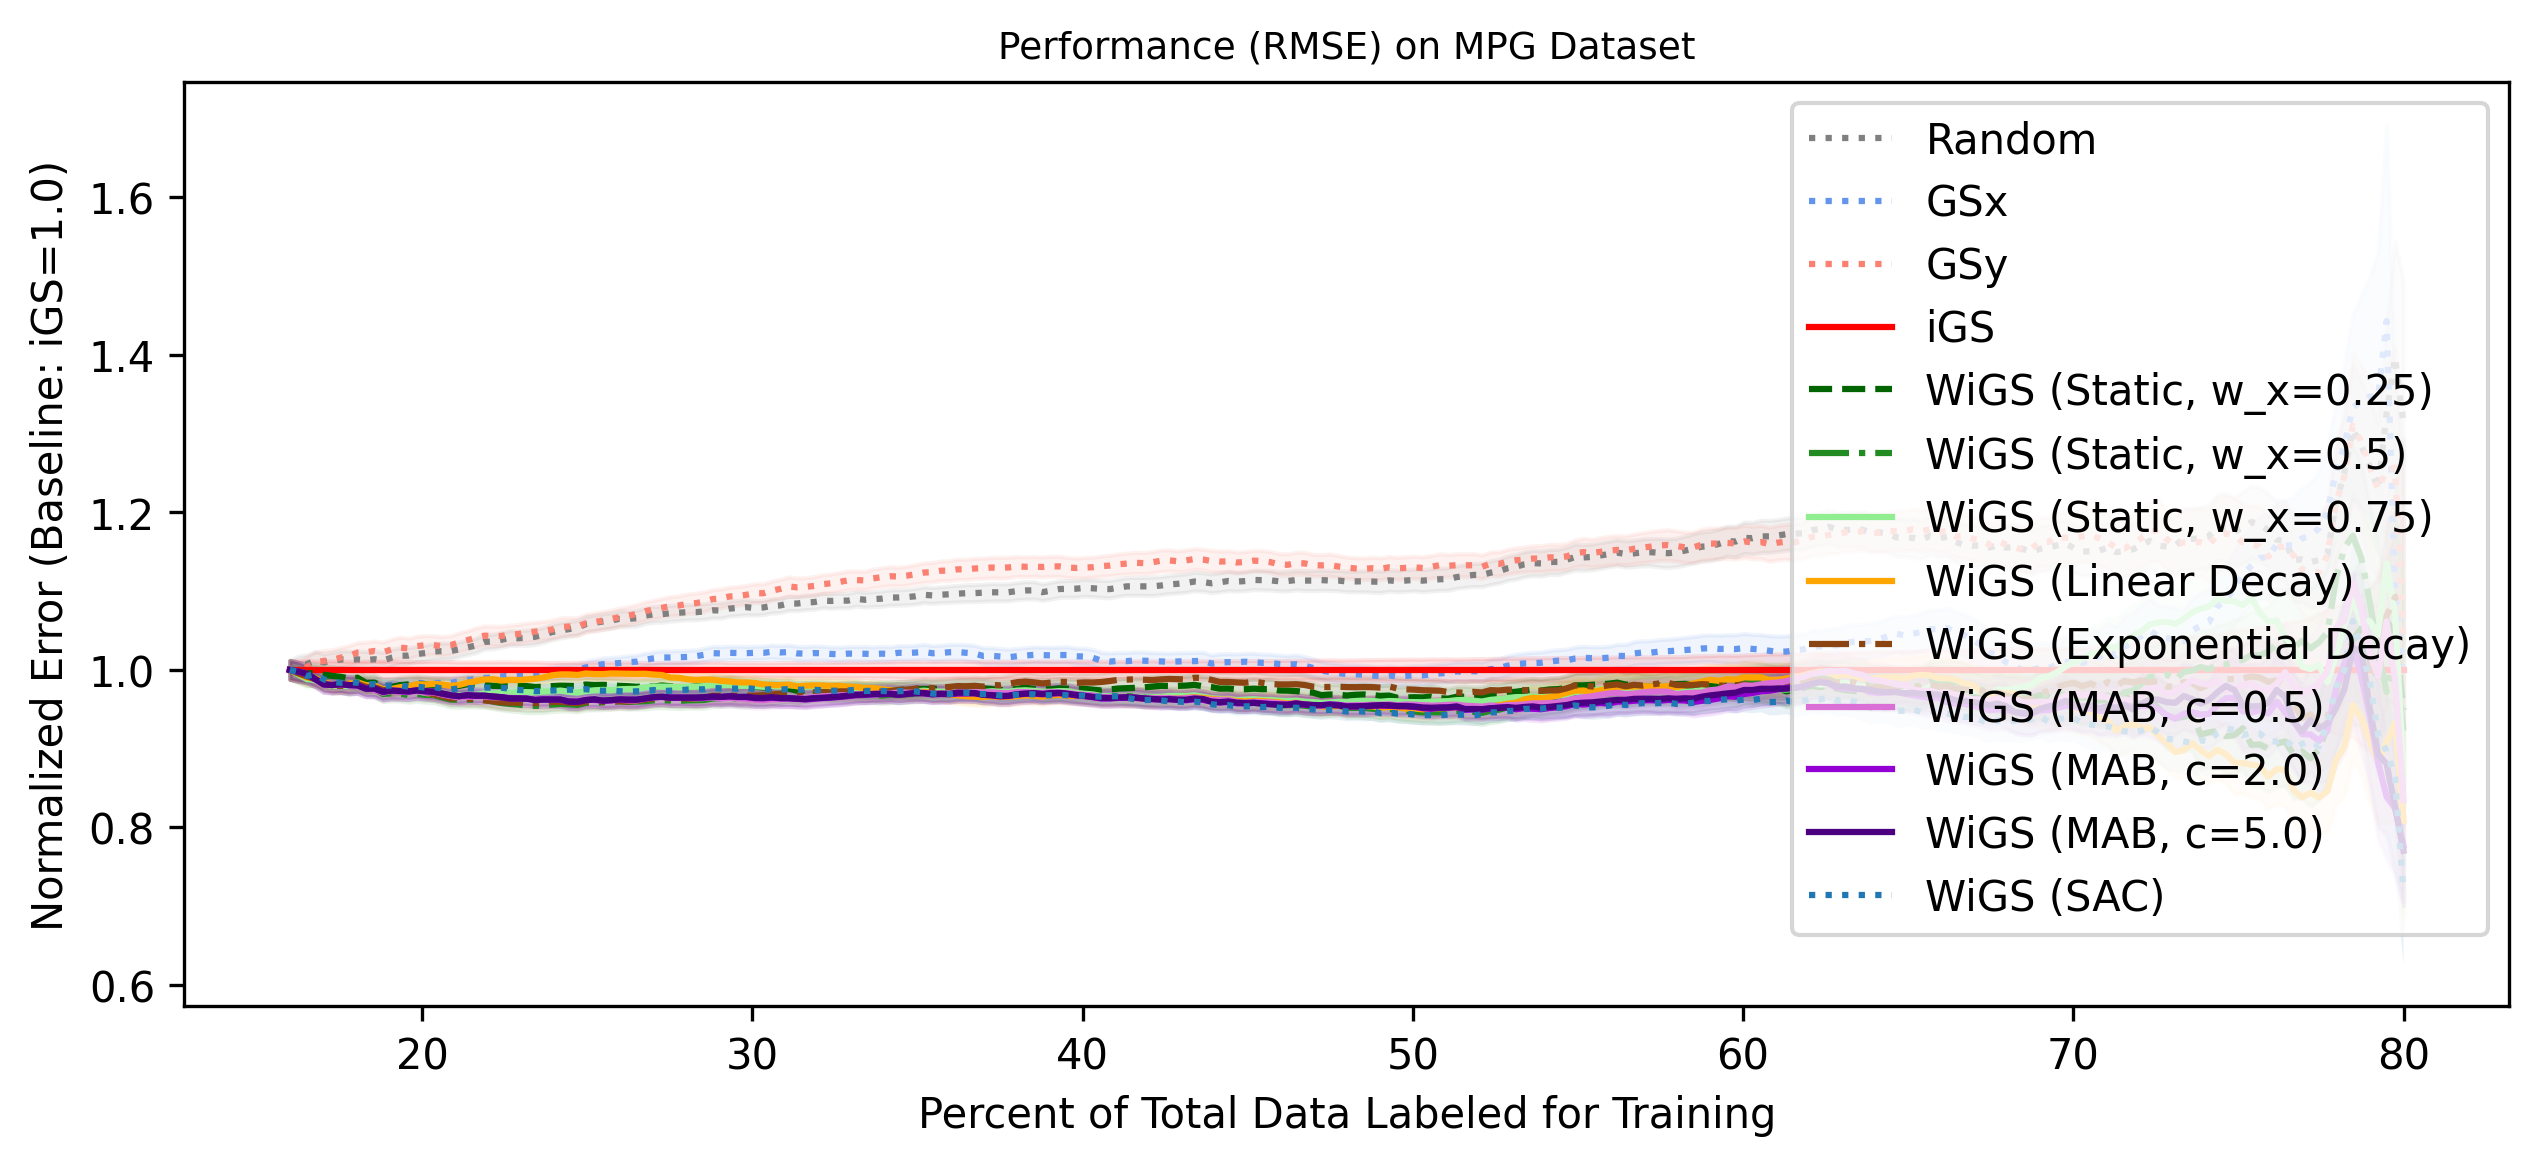 Performance (RMSE) on MPG Dataset
Normalized Error (Baseline: iGS=1.0)
1.6
1.4
1.2
1.0
0.8
0.6
20 30 40 50 60 70 80
Percent of Total Data Labeled for Training
Random
GSx
GSy
iGS
WiGS (Static, w_x=0.25)
WiGS (Static, w_x=0.5)
WiGS (Static, w_x=0.75)
WiGS (Linear Decay)
WiGS (Exponential Decay)
WiGS (MAB, c=0.5)
WiGS (MAB, c=2.0)
WiGS (MAB, c=5.0)
WiGS (SAC)